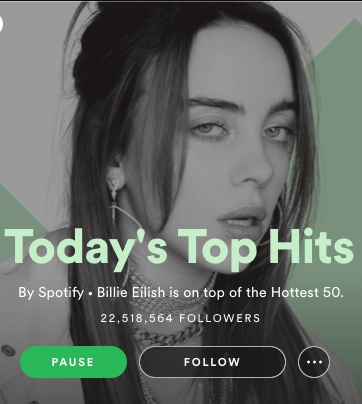 Today's Top Hits
By Spotify • Billie Eilish is on top of the Hottest 50.
22,518,564 FOLLOWERS
PAUSE FOLLOW